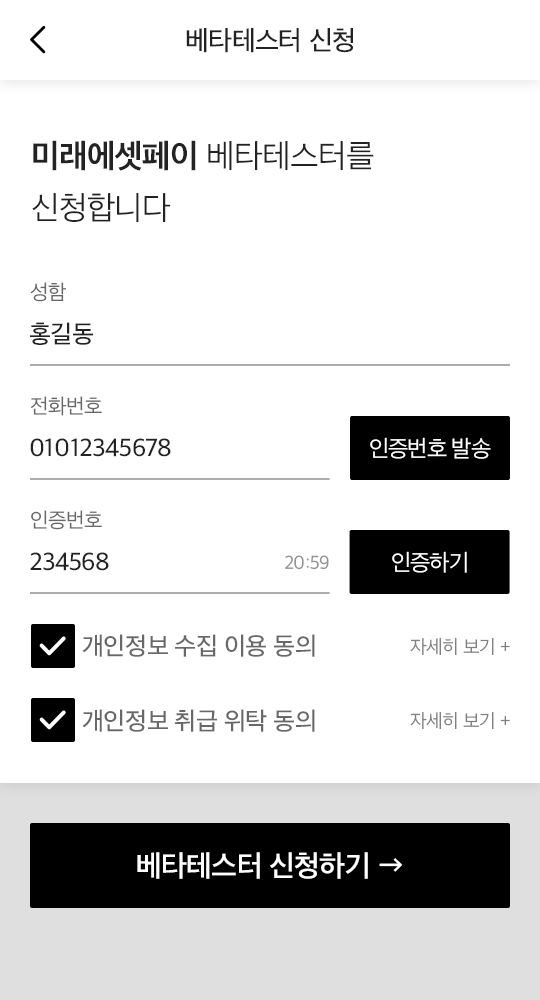 베타테스터 신청
미래에셋페이 베타테스터를
신청합니다
성함
홍길동
전화번호
01012345678
인증번호 발송
인증번호
234568
20:59
인증하기
개인정보 수집 이용 동의
자세히 보기 +
개인정보 취급 위탁 동의
자세히 보기 +
베타테스터 신청하기 →